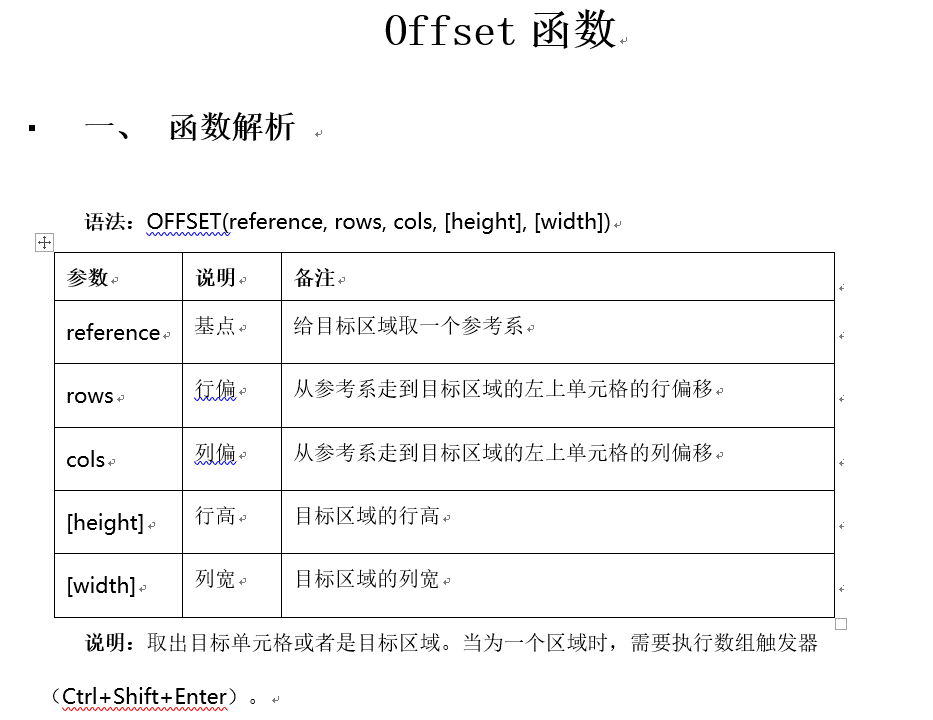 Offset 函数
一、 函数解析
语法：OFFSET(reference, rows, cols, [height], [width])
参数 说明 备注
reference 基点 给目标区域取一个参考系
rows 行偏 从参考系走到目标区域的左上单元格的行偏移
cols 列偏 从参考系走到目标区域的左上单元格的列偏移
[height] 行高 目标区域的行高
[width] 列宽 目标区域的列宽
说明：取出目标单元格或者是目标区域。当为一个区域时，需要执行数组触发器
（Ctrl+Shift+Enter）。